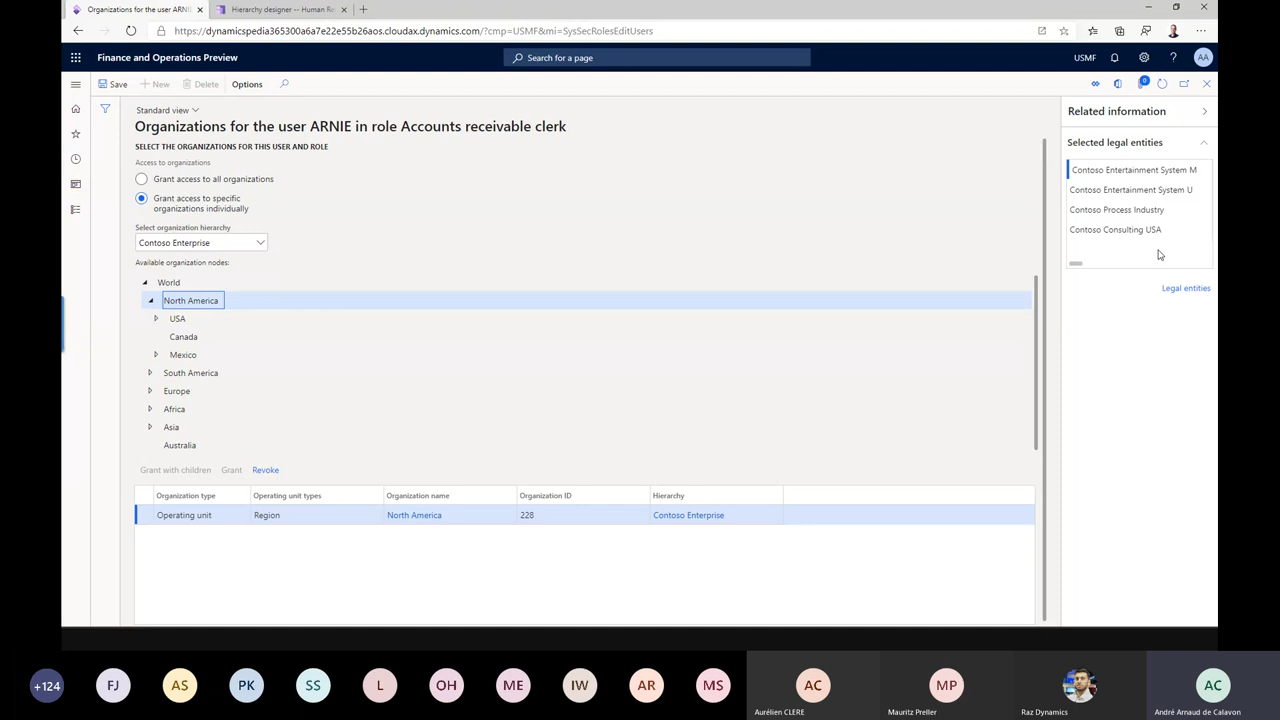 Organizations for the user ARNIE
Hierarchy designer -- Human Re
https://dynamicspedia365300a6a7e22e55b26aos.cloudax.dynamics.com/?cmp=USMF&mi=SysSecRolesEditUsers
Finance and Operations Preview
Search for a page
USMF
AA
Save
New
Delete
Options
0
Standard view
Organizations for the user ARNIE in role Accounts receivable clerk
SELECT THE ORGANIZATIONS FOR THIS USER AND ROLE
Access to organizations
Grant access to all organizations
Grant access to specific
organizations individually
Select organization hierarchy
Contoso Enterprise
Available organization nodes:
World
North America
USA
Canada
Mexico
South America
Europe
Africa
Asia
Australia
Grant with children Grant Revoke
Organization type Operating unit types Organization name Organization ID Hierarchy
Operating unit Region North America 228 Contoso Enterprise
Related information
Selected legal entities
Contoso Entertainment System M
Contoso Entertainment System U
Contoso Process Industry
Contoso Consulting USA
Legal entities
+124 FJ AS PK SS L OH ME IW AR MS AC MP AC
Aurélien CLERE Mauritz Preller Raz Dynamics André Arnaud de Calavon